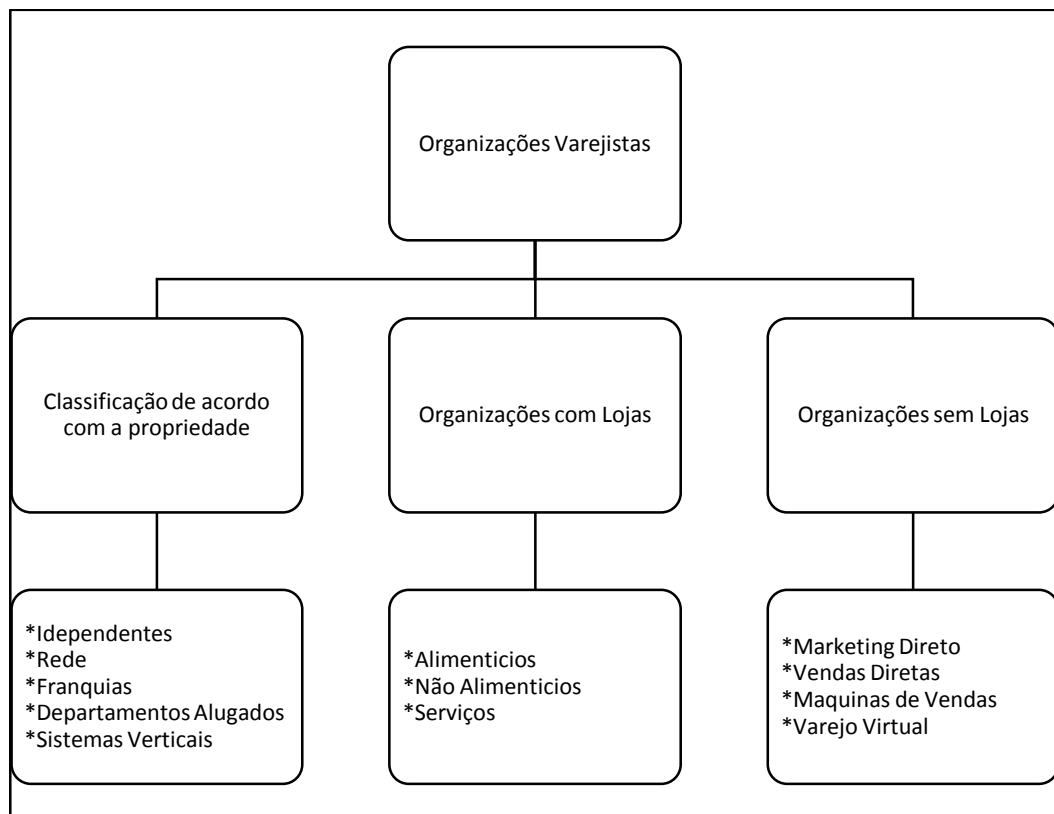 Organizações Varejistas
Classificação de acordo
com a propriedade
Organizações com Lojas
Organizações sem Lojas
*Idependentes
*Rede
*Franquias
*Departamentos Alugados
*Sistemas Verticais
*Alimenticios
*Não Alimenticios
*Serviços
*Marketing Direto
*Vendas Diretas
*Maquinas de Vendas
*Varejo Virtual